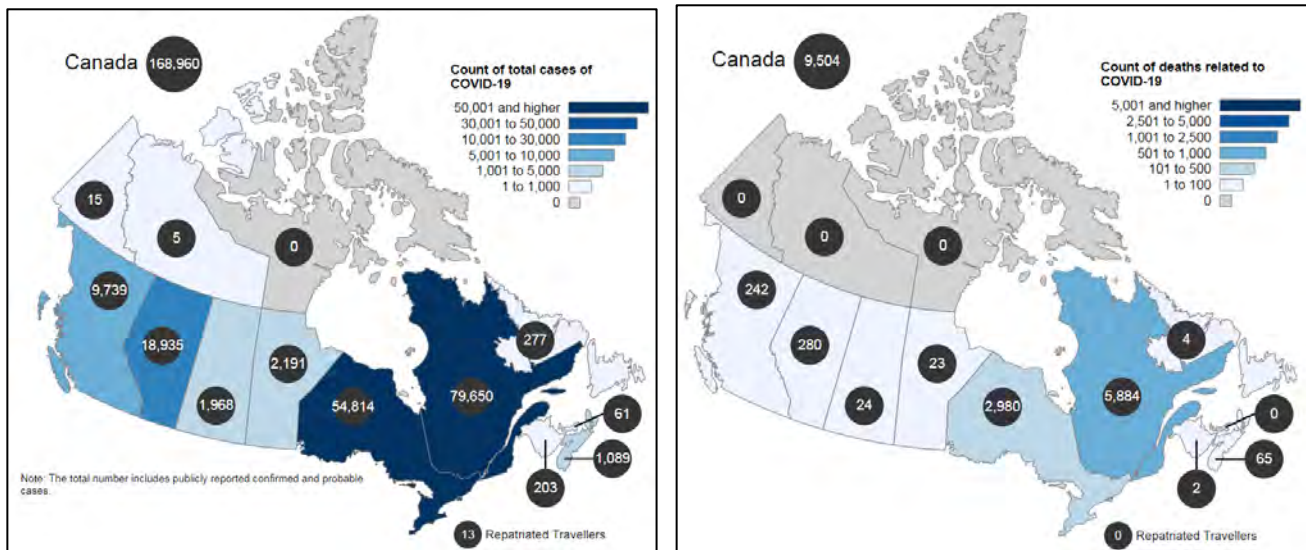 Canada
168,960
Count of total cases of
COVID-19
50,001 and higher
30,001 to 50,000
10,001 to 30,000
5,001 to 10,000
1,001 to 5,000
1 to 1,000
0
15
5
0
9,739
18,935
1,968
2,191
54,814
79,650
277
61
1,089
203
Note: The total number includes publicly reported confirmed and probable
cases.
13 Repatriated Travellers
Canada
9,504
Count of deaths related to
COVID-19
5,001 and higher
2,501 to 5,000
1,001 to 2,500
501 to 1,000
101 to 500
1 to 100
0
0
0
0
242
280
24
23
2,980
5,884
4
0
65
2
0 Repatriated Travellers